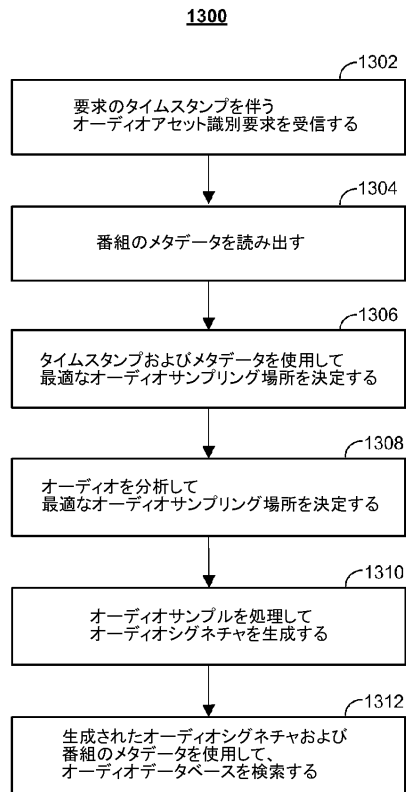 1300
1302
要求のタイムスタンプを伴う
オーディオアセット識別要求を受信する
1304
番組のメタデータを読み出す
1306
タイムスタンプおよびメタデータを使用して
最適なオーディオサンプリング場所を決定する
1308
オーディオを分析して
最適なオーディオサンプリング場所を決定する
1310
オーディオサンプルを処理して
オーディオシグネチャを生成する
1312
生成されたオーディオシグネチャおよび
番組のメタデータを使用して、
オーディオデータベースを検索する